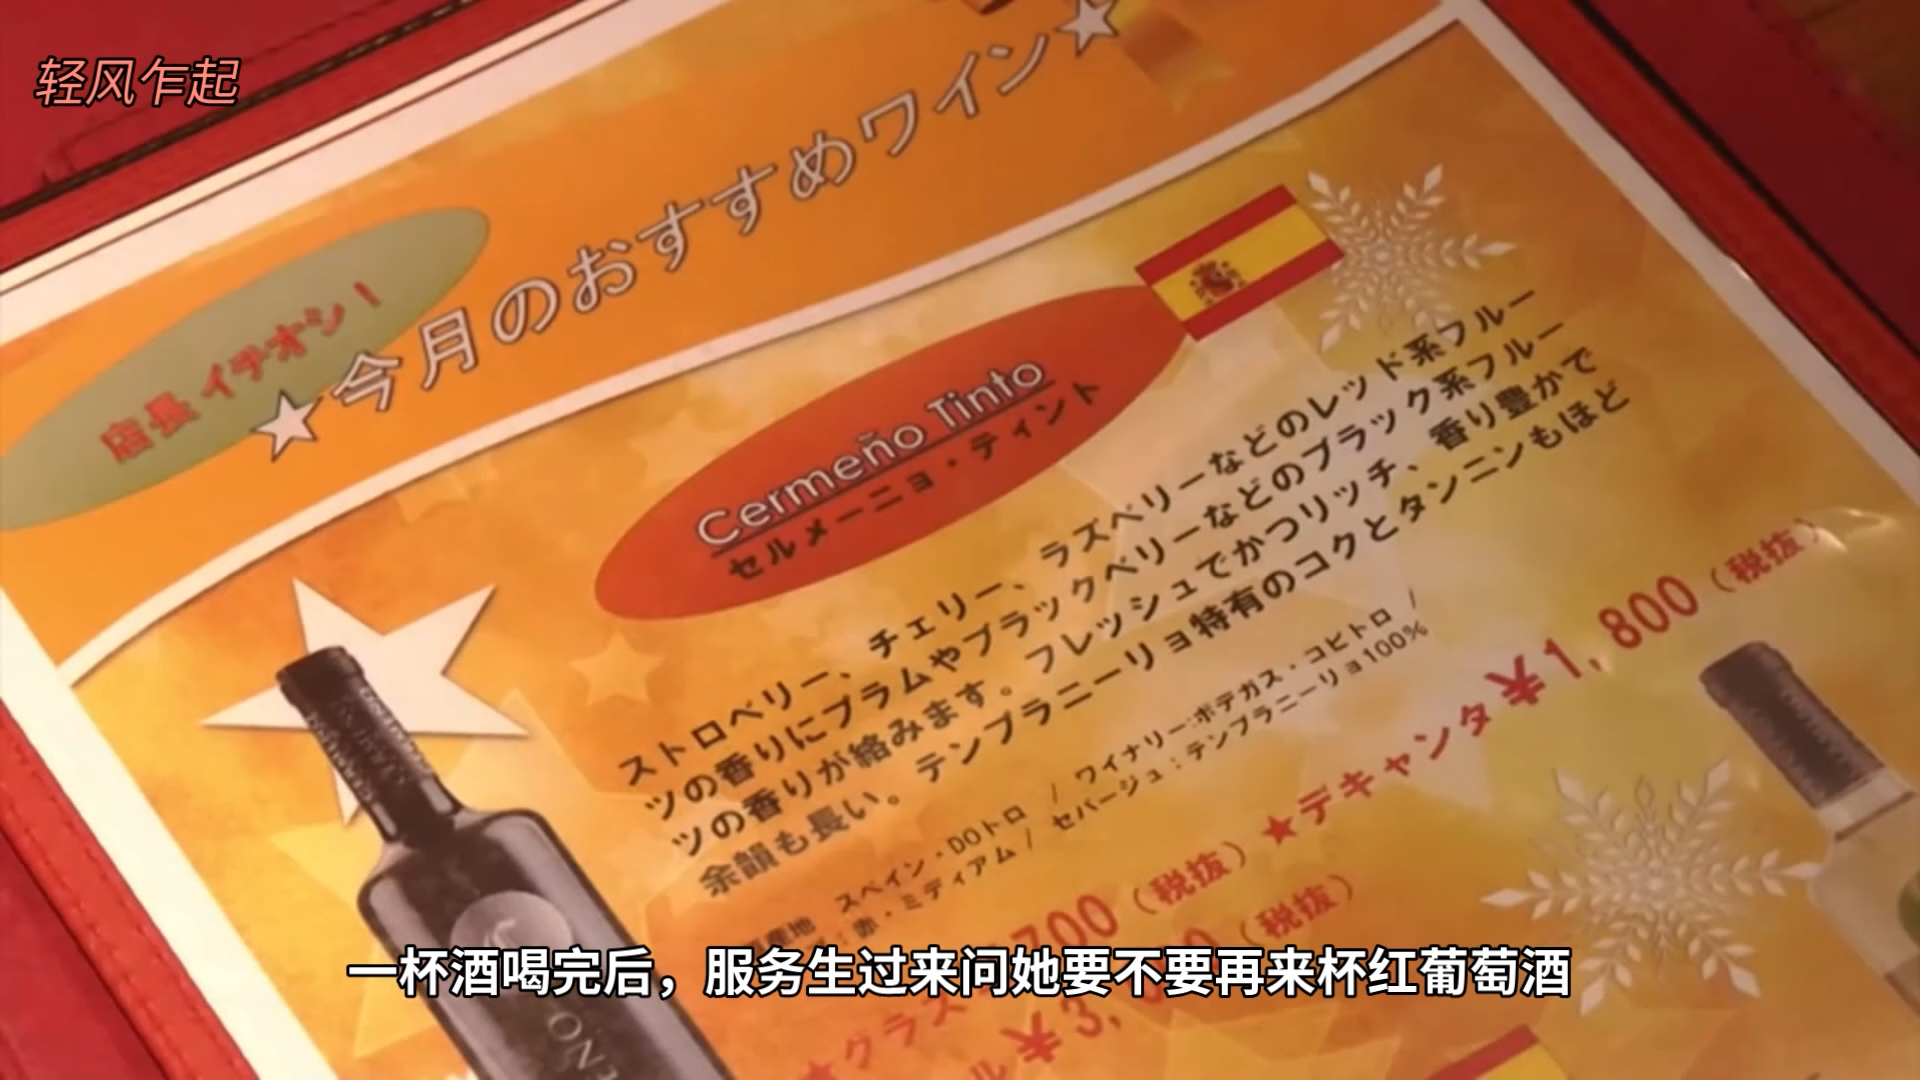 轻风乍起
★今月のおすすめワイン★
店長イチオシ！
Cermeño Tinto
セルメーニョ・ティント
ストロベリー、チェリー、ラズベリーなどのレッド系フルー
ツの香りにプラムやブラックベリーなどのブラック系フルー
ツの香りが絡みます。フレッシュでかつリッチ、香り豊かで
余韻も長い。テンプラニーリョ特有のコクとタンニンもほど
産地 スペイン・DOトロ / ワイナリー:ボデガス・コビトロ /
赤・ミディアム / セパージュ:テンプラニーリョ100%
★グラス 700（税抜）★デキャンタ¥1,800（税抜）
ル¥3, （税抜）
一杯酒喝完后，服务生过来问她要不要再来杯红葡萄酒